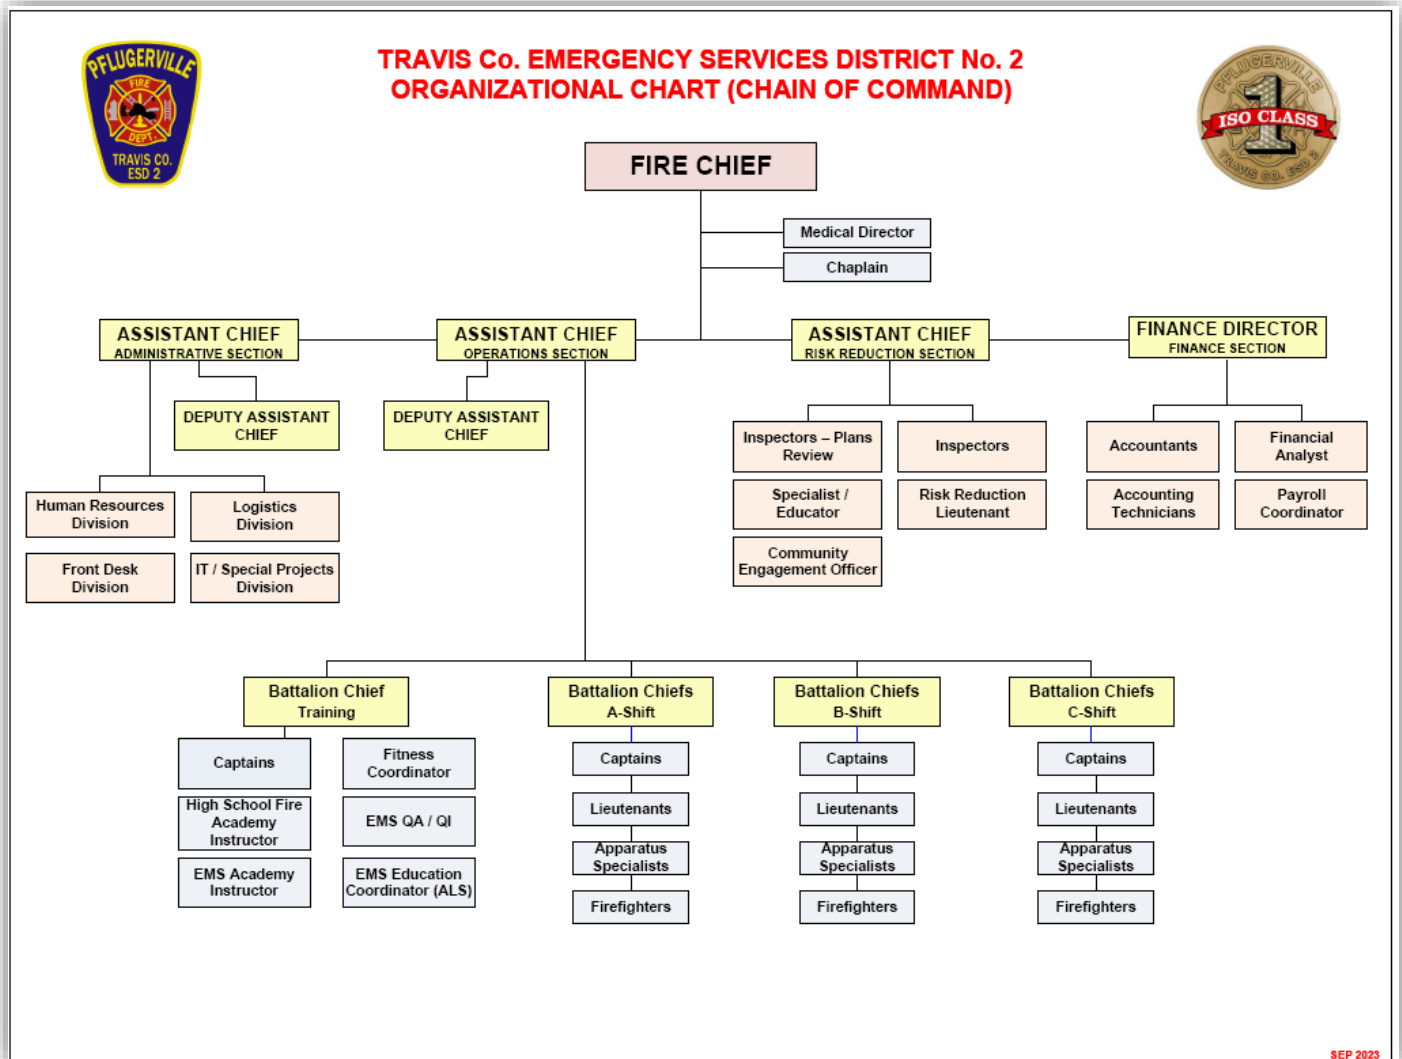 TRAVIS Co. EMERGENCY SERVICES DISTRICT No. 2
ORGANIZATIONAL CHART (CHAIN OF COMMAND)
PFLUGERVILLE
FIRE
DEPT.
TRAVIS CO.
ESD 2
PFLUGERVILLE
1
ISO CLASS
TRAVIS CO. ESD 2
FIRE CHIEF
Medical Director
Chaplain
ASSISTANT CHIEF
ADMINISTRATIVE SECTION
ASSISTANT CHIEF
OPERATIONS SECTION
ASSISTANT CHIEF
RISK REDUCTION SECTION
FINANCE DIRECTOR
FINANCE SECTION
DEPUTY ASSISTANT
CHIEF
DEPUTY ASSISTANT
CHIEF
Inspectors – Plans
Review
Inspectors
Accountants
Financial
Analyst
Specialist /
Educator
Risk Reduction
Lieutenant
Accounting
Technicians
Payroll
Coordinator
Community
Engagement Officer
Human Resources
Division
Logistics
Division
Front Desk
Division
IT / Special Projects
Division
Battalion Chief
Training
Battalion Chiefs
A-Shift
Battalion Chiefs
B-Shift
Battalion Chiefs
C-Shift
Captains
Fitness
Coordinator
High School Fire
Academy
Instructor
EMS QA / QI
EMS Academy
Instructor
EMS Education
Coordinator (ALS)
Captains
Lieutenants
Apparatus
Specialists
Firefighters
Captains
Lieutenants
Apparatus
Specialists
Firefighters
Captains
Lieutenants
Apparatus
Specialists
Firefighters
SEP 2023